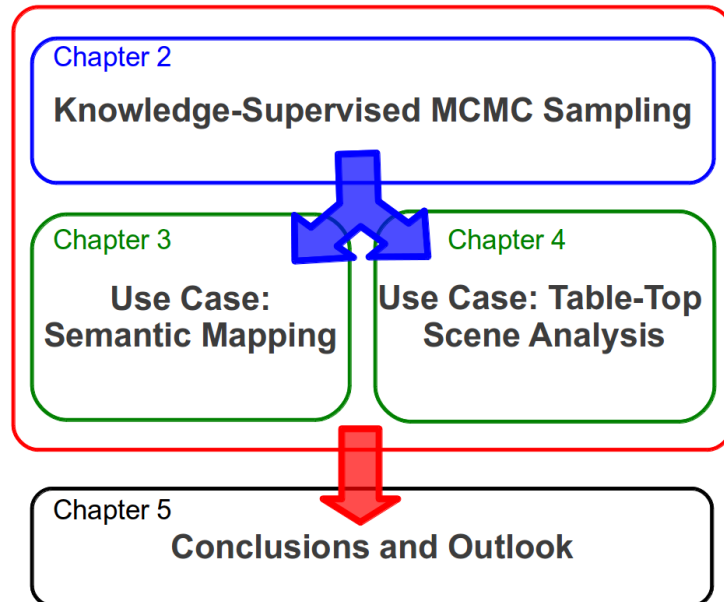 Chapter 2
Knowledge-Supervised MCMC Sampling
Chapter 3
Use Case:
Semantic Mapping
Chapter 4
Use Case: Table-Top
Scene Analysis
Chapter 5
Conclusions and Outlook